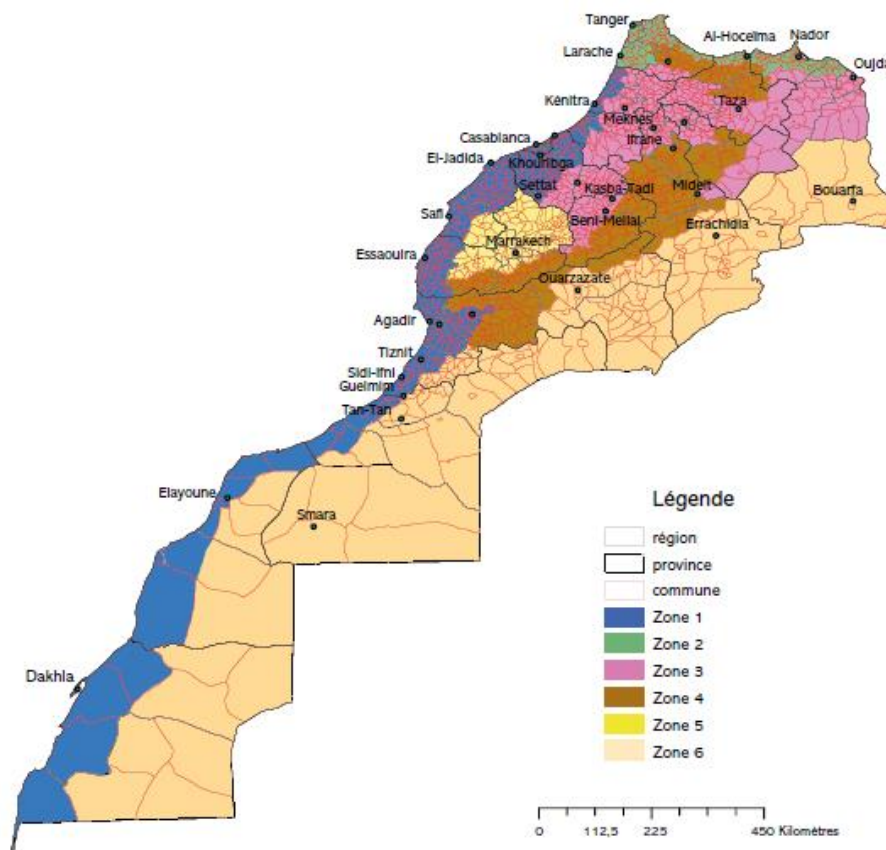 Tanger
Al-Hoceima
Nador
Larache
Oujda
Kénitra
Taza
Meknes
Casablanca
Ifrane
El-Jadida
Khouribga
Settat
Kasba-Tadl
Midelt
Bouarfa
Safi
Beni-Mellal
Errachidia
Marrakech
Essaouira
Ouarzazate
Agadir
Tiznit
Sidi-Ifni
Guelmim
Tan-Tan
Elayoune
Smara
Dakhla
Légende
région
province
commune
Zone 1
Zone 2
Zone 3
Zone 4
Zone 5
Zone 6
0 112,5 225 450 Kilomètres